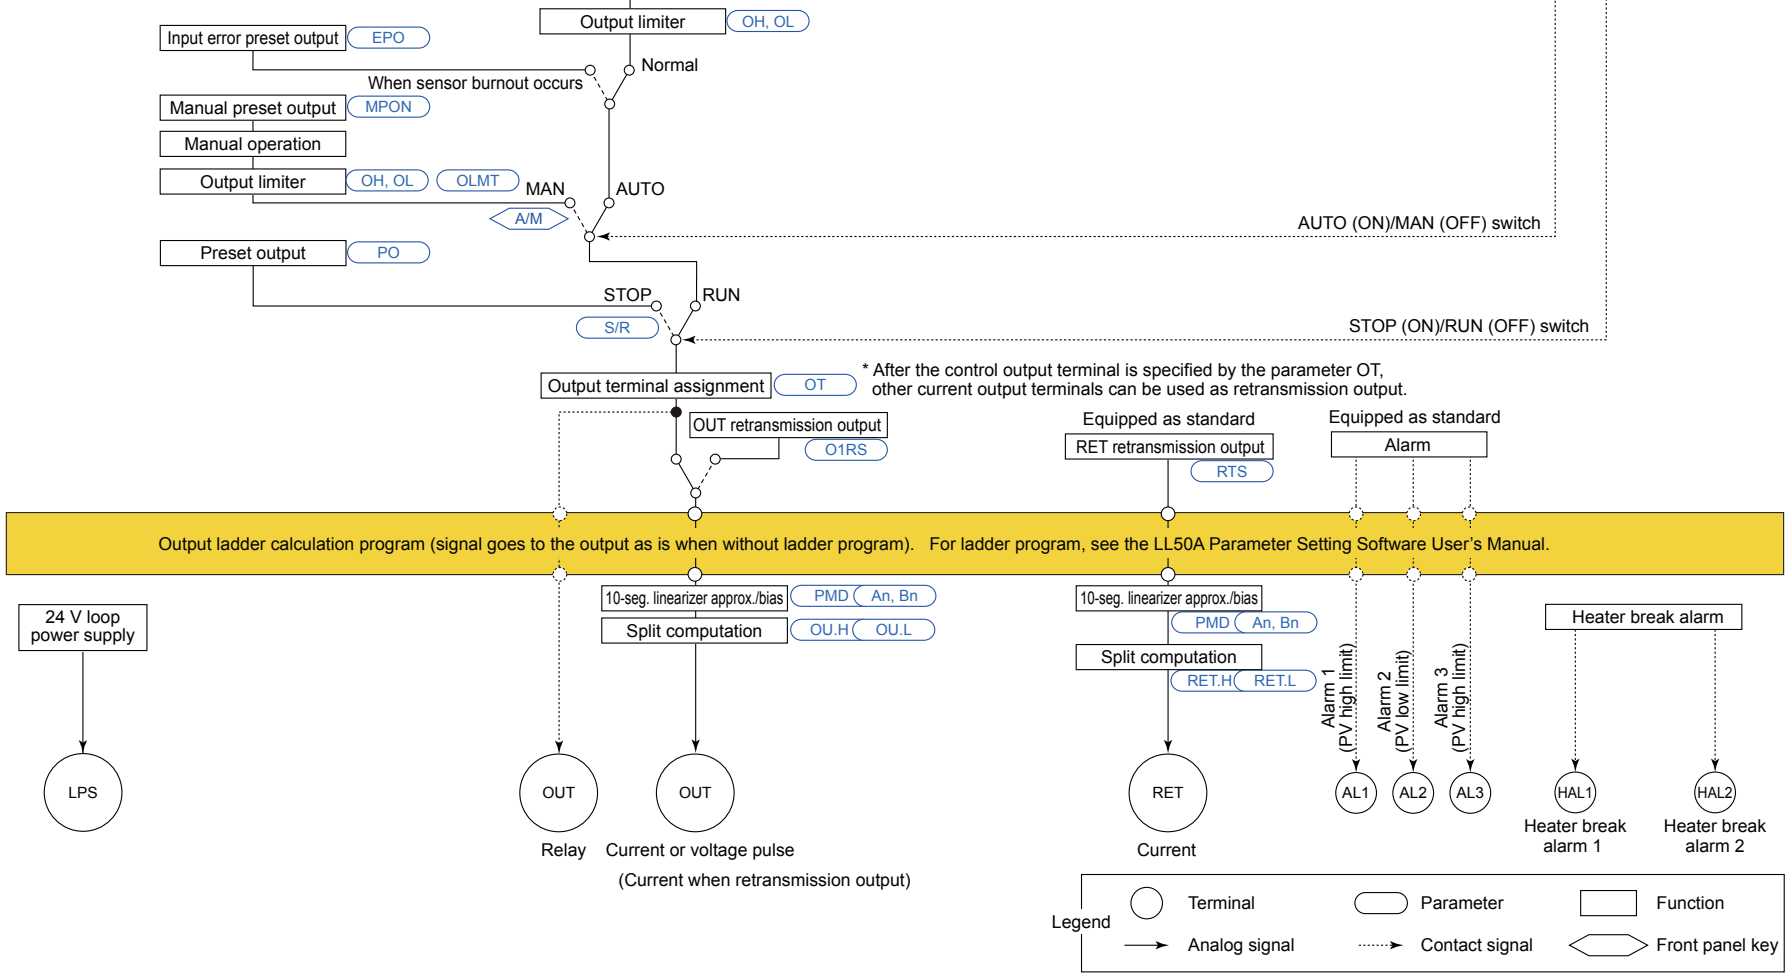 Output limiter
OH, OL
Input error preset output
EPO
Normal
When sensor burnout occurs
Manual preset output
MPON
Manual operation
Output limiter
OH, OL
OLMT
MAN
AUTO
A/M
AUTO (ON)/MAN (OFF) switch
Preset output
PO
STOP
RUN
S/R
STOP (ON)/RUN (OFF) switch
Output terminal assignment
OT
* After the control output terminal is specified by the parameter OT,
other current output terminals can be used as retransmission output.
OUT retransmission output
O1RS
Equipped as standard
RET retransmission output
RTS
Equipped as standard
Alarm
Output ladder calculation program (signal goes to the output as is when without ladder program). For ladder program, see the LL50A Parameter Setting Software User's Manual.
24 V loop
power supply
10-seg. linearizer approx./bias
PMD
An, Bn
Split computation
OU.H
OU.L
10-seg. linearizer approx./bias
PMD
An, Bn
Split computation
RET.H
RET.L
Alarm 1
(PV high limit)
Alarm 2
(PV low limit)
Alarm 3
(PV high limit)
Heater break alarm
LPS
OUT
OUT
RET
AL1
AL2
AL3
HAL1
HAL2
Relay
Current or voltage pulse
(Current when retransmission output)
Current
Heater break
alarm 1
Heater break
alarm 2
Legend
Terminal
Parameter
Function
Analog signal
Contact signal
Front panel key